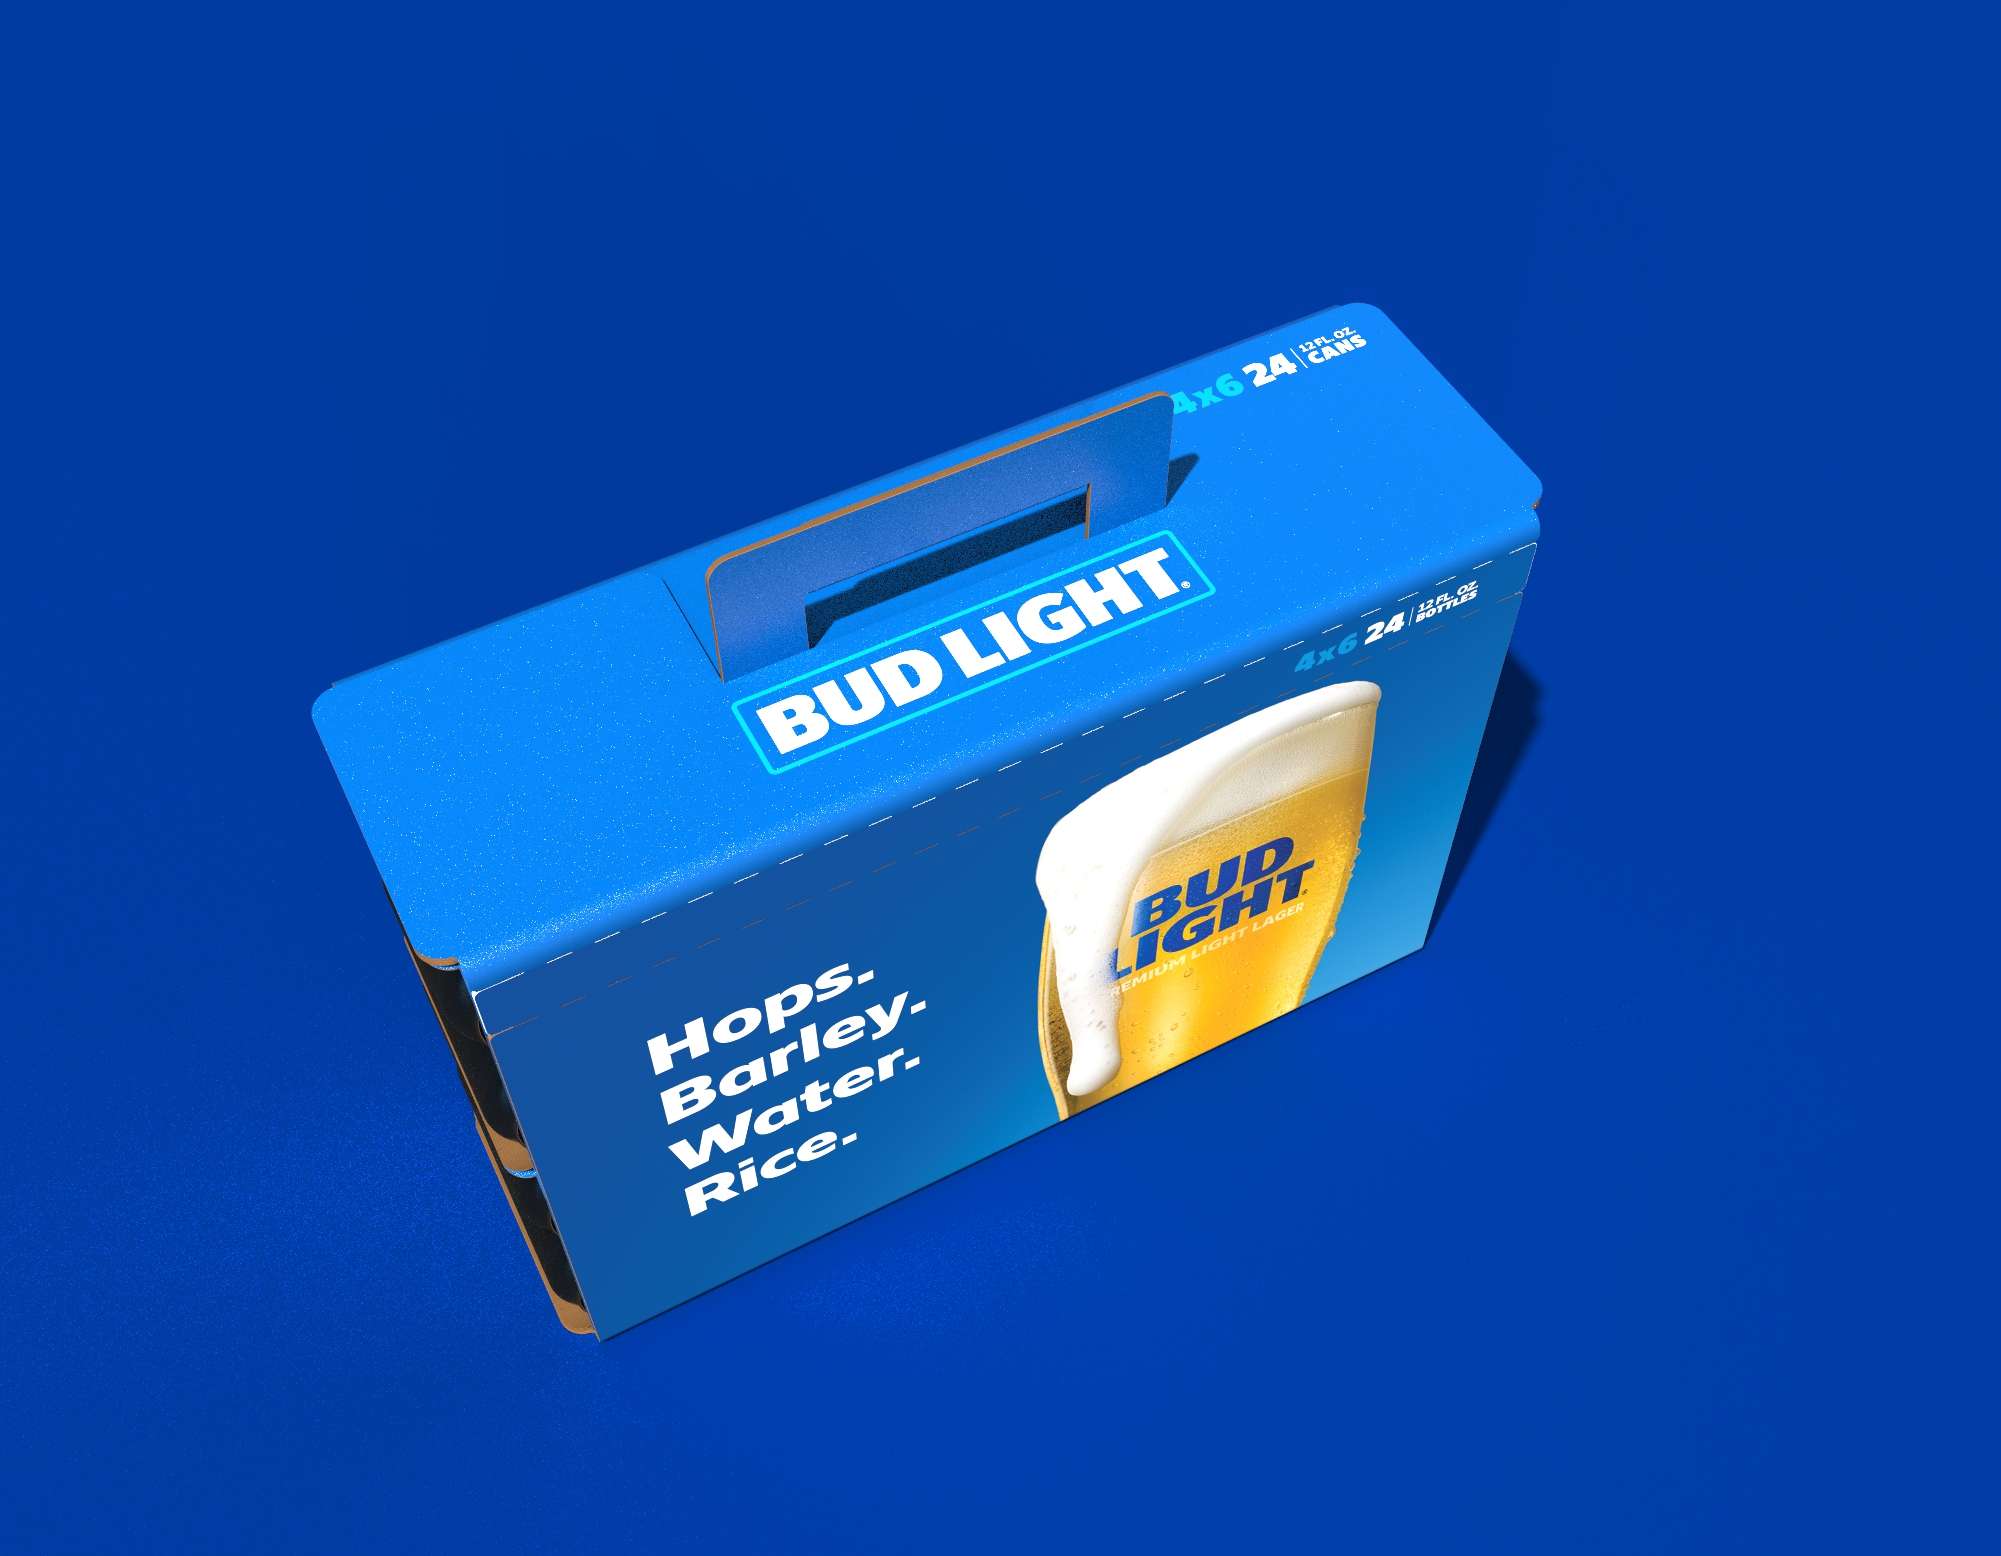 4x6 24 12 FL. OZ.
CANS
BUD LIGHT®
4x6 24 12 FL. OZ.
BOTTLES
BUD
LIGHT®
REMIUM LIGHT LAGER
Hops.
Barley.
Water.
Rice.